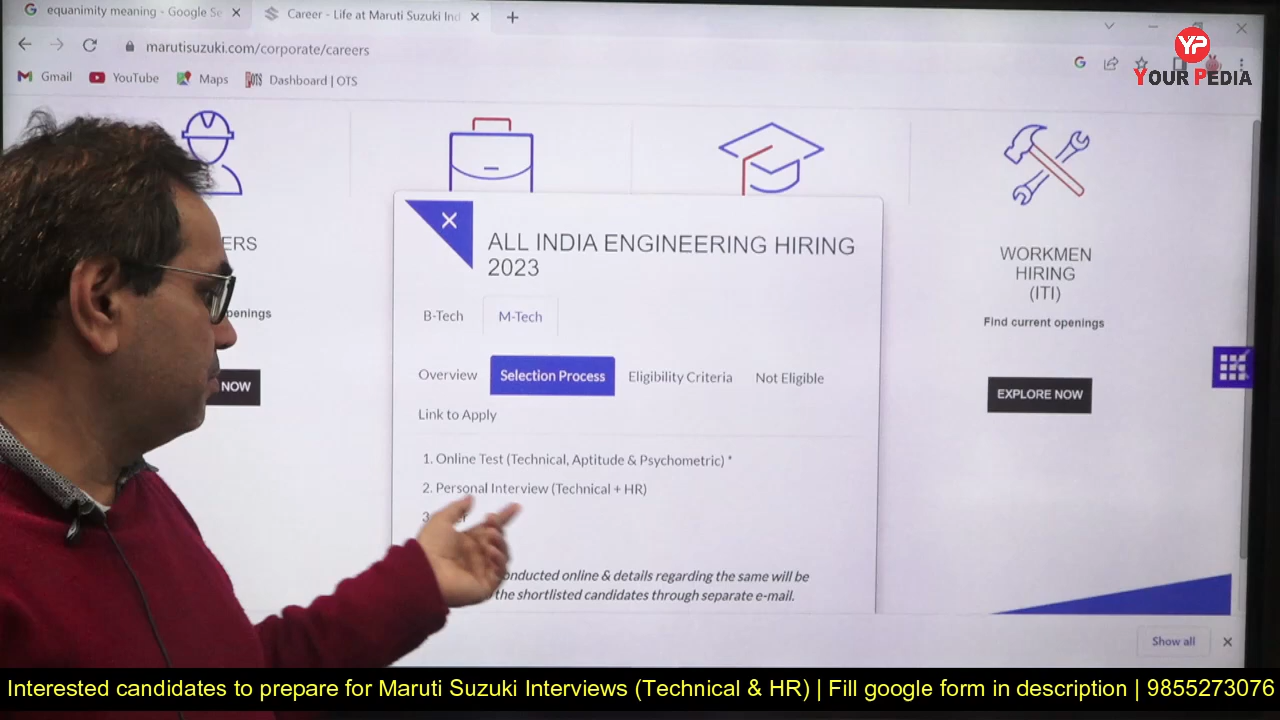 equanimity meaning - Google Se
Career - Life at Maruti Suzuki Ind
marutisuzuki.com/corporate/careers
YP
YOUR PEDIA
Gmail
YouTube
Maps
OTS
Dashboard | OTS
ERS
openings
NOW
ALL INDIA ENGINEERING HIRING
2023
B-Tech
M-Tech
Overview
Selection Process
Eligibility Criteria
Not Eligible
Link to Apply
1. Online Test (Technical, Aptitude & Psychometric) *
2. Personal Interview (Technical + HR)
3.
onducted online & details regarding the same will be
the shortlisted candidates through separate e-mail.
WORKMEN
HIRING
(ITI)
Find current openings
EXPLORE NOW
Show all
Interested candidates to prepare for Maruti Suzuki Interviews (Technical & HR) | Fill google form in description | 9855273076